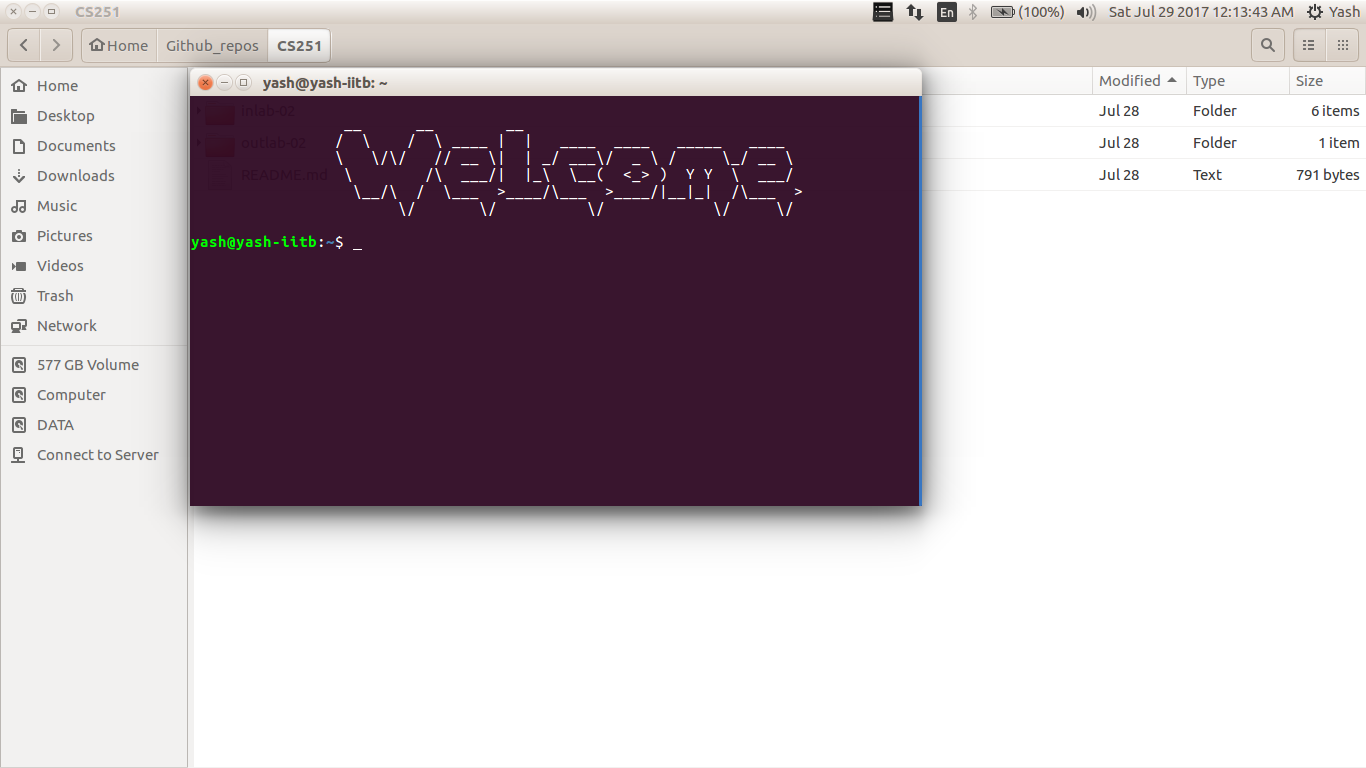 CS251
En
(100%)
Sat Jul 29 2017 12:13:43 AM
Yash
Home
Github_repos
CS251
Home
Desktop
Documents
Downloads
Music
Pictures
Videos
Trash
Network
577 GB Volume
Computer
DATA
Connect to Server
Modified Type Size
inlab-02 Jul 28 Folder 6 items
outlab-02 Jul 28 Folder 1 item
README.md Jul 28 Text 791 bytes
yash@yash-iitb: ~
Welcome
yash@yash-iitb:~$ _